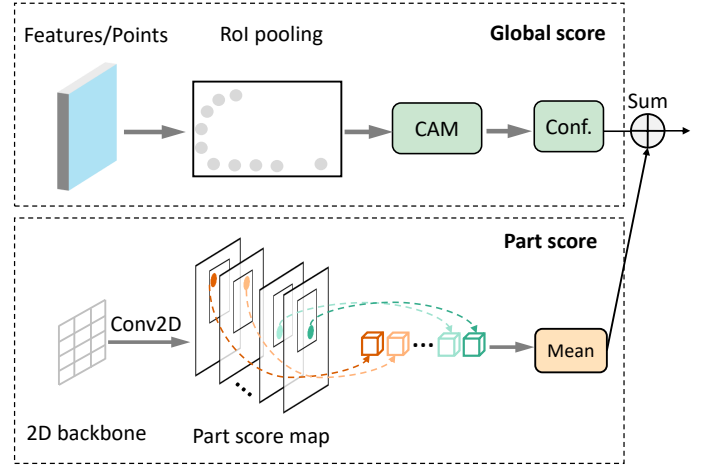 Features/Points
RoI pooling
Global score
CAM
Conf.
Sum
Part score
Conv2D
Mean
2D backbone
Part score map